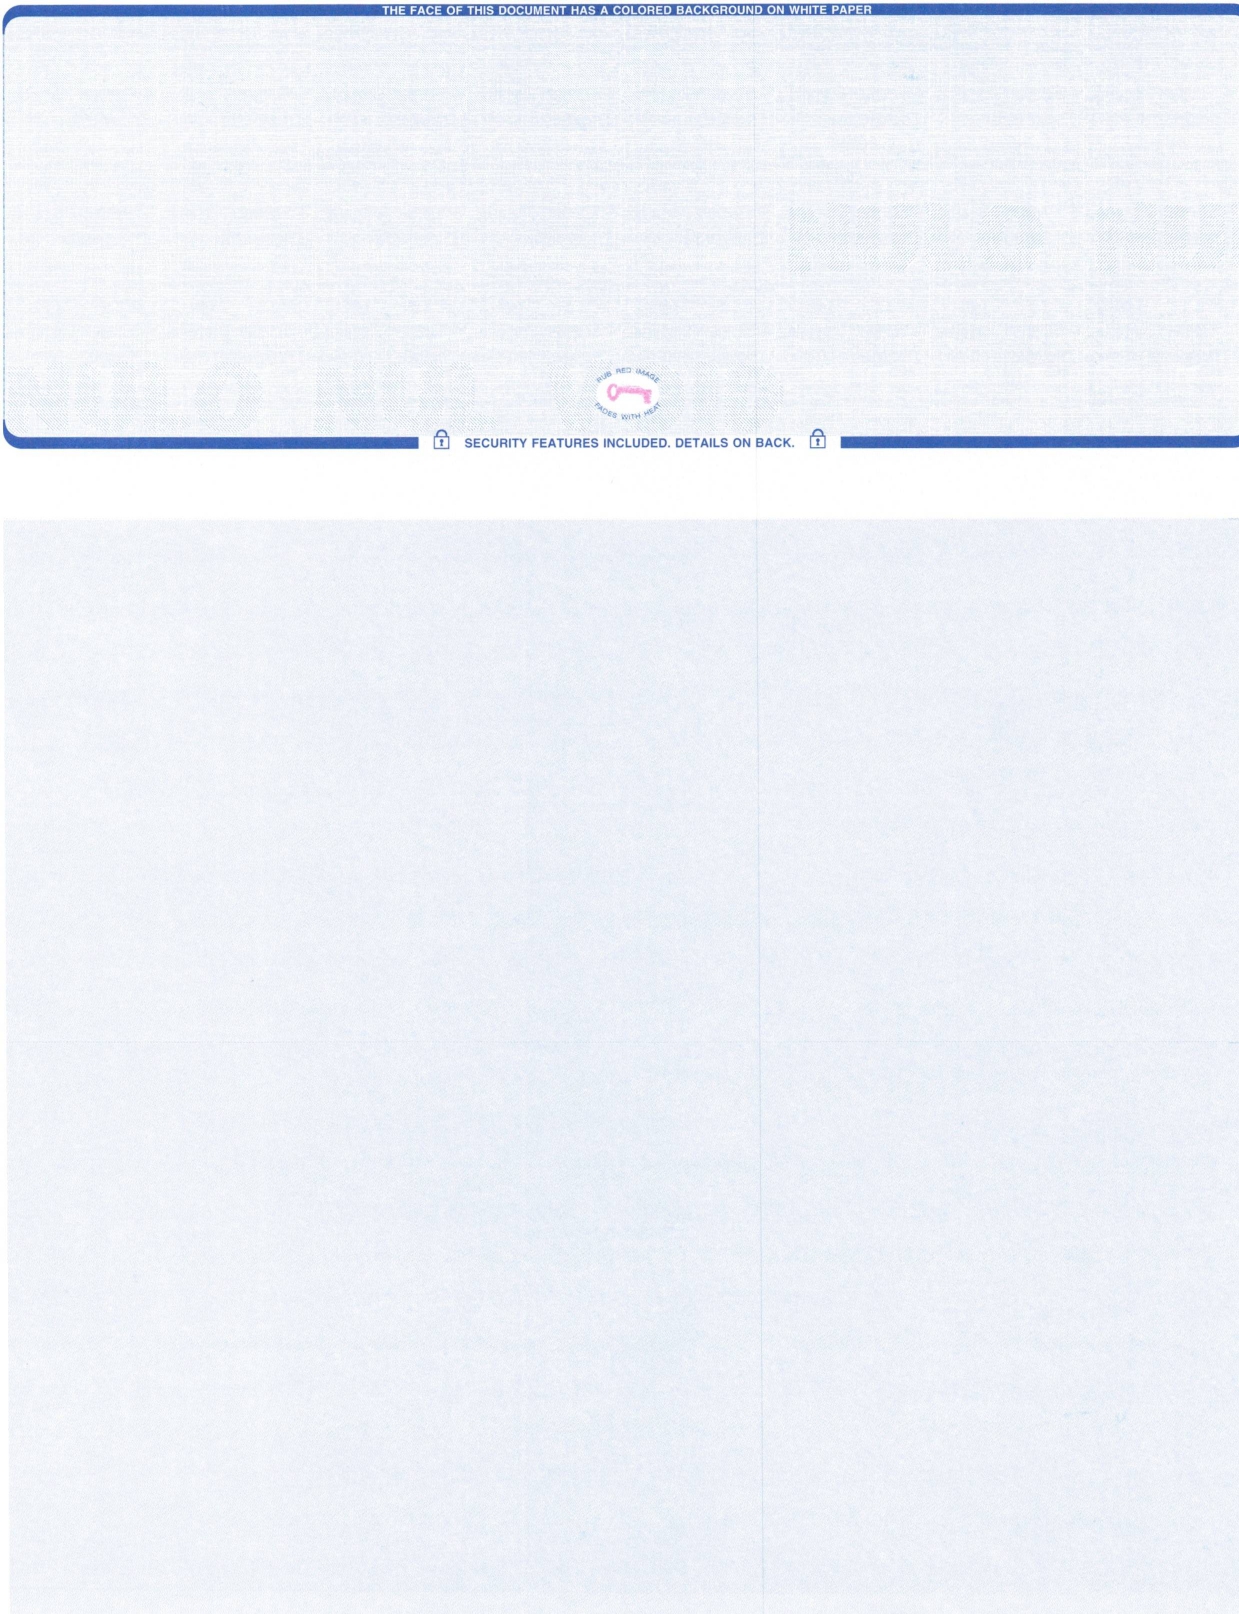 THE FACE OF THIS DOCUMENT HAS A COLORED BACKGROUND ON WHITE PAPER
RUB RED IMAGE
FADES WITH HEAT
SECURITY FEATURES INCLUDED. DETAILS ON BACK.